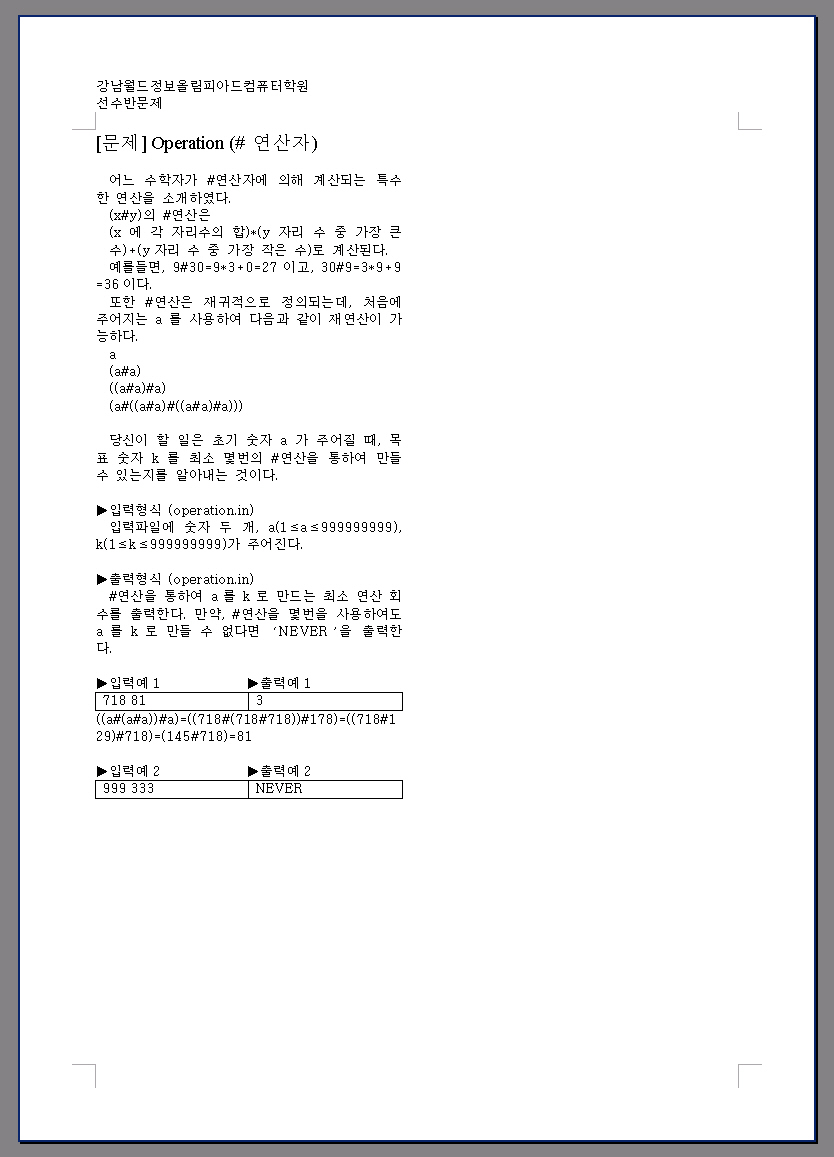 강남월드정보올림피아드컴퓨터학원
선수반문제
[문제] Operation (# 연산자)
어느 수학자가 #연산자에 의해 계산되는 특수
한 연산을 소개하였다.
(x#y)의 #연산은
(x 에 각 자리수의 합)*(y 자리 수 중 가장 큰
수)+(y 자리 수 중 가장 작은 수)로 계산된다.
예를들면, 9#30=9*3+0=27 이고, 30#9=3*9+9
=36 이다.
또한 #연산은 재귀적으로 정의되는데, 처음에
주어지는 a 를 사용하여 다음과 같이 재연산이 가
능하다.
a
(a#a)
((a#a)#a)
(a#((a#a)#((a#a)#a)))
당신이 할 일은 초기 숫자 a 가 주어질 때, 목
표 숫자 k 를 최소 몇번의 #연산을 통하여 만들
수 있는지를 알아내는 것이다.
▶입력형식 (operation.in)
입력파일에 숫자 두 개, a(1≤a≤999999999),
k(1≤k≤999999999)가 주어진다.
▶출력형식 (operation.in)
#연산을 통하여 a 를 k 로 만드는 최소 연산 회
수를 출력한다. 만약, #연산을 몇번을 사용하여도
a 를 k 로 만들 수 없다면 ‘NEVER ’을 출력한
다.
▶입력예 1 ▶출력예 1
718 81 3
((a#(a#a))#a)=((718#(718#718))#178)=((718#1
29)#718)=(145#718)=81
▶입력예 2 ▶출력예 2
999 333 NEVER